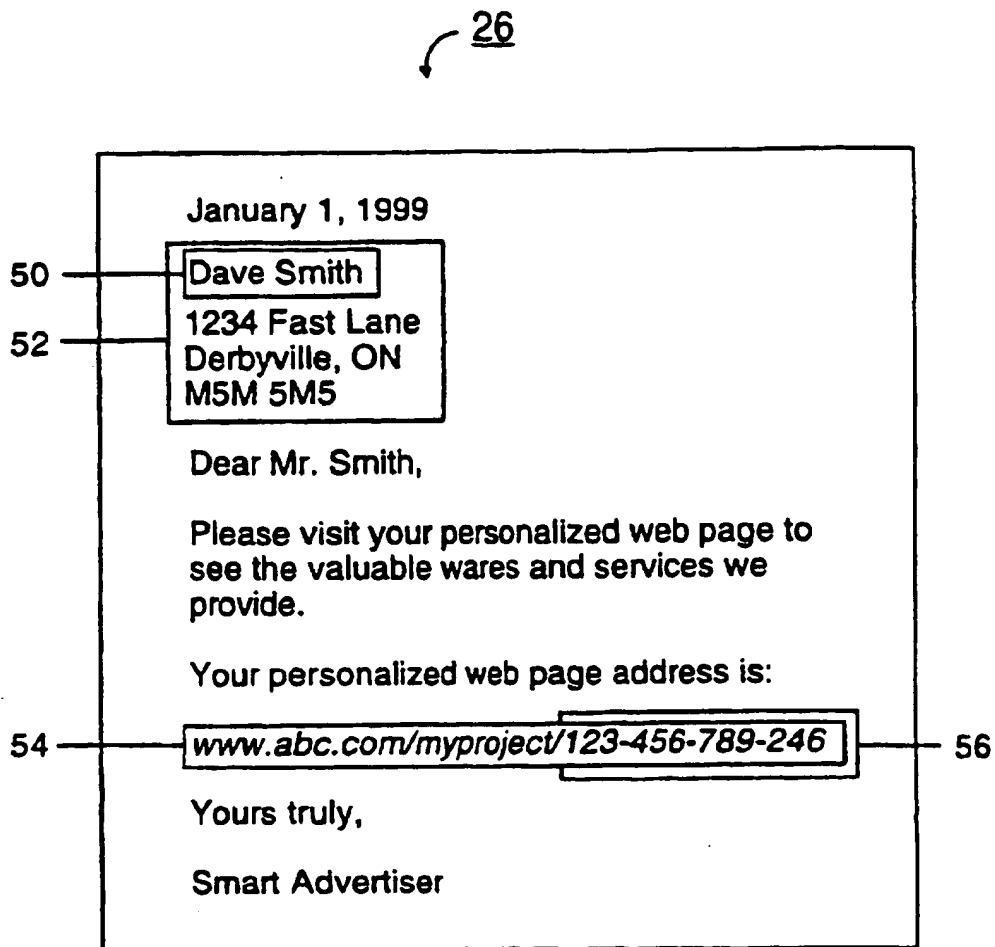 26
January 1, 1999
50
Dave Smith
1234 Fast Lane
52
Derbyville, ON
M5M 5M5
Dear Mr. Smith,
Please visit your personalized web page to
see the valuable wares and services we
provide.
Your personalized web page address is:
54
www.abc.com/myproject/123-456-789-246
56
Yours truly,
Smart Advertiser